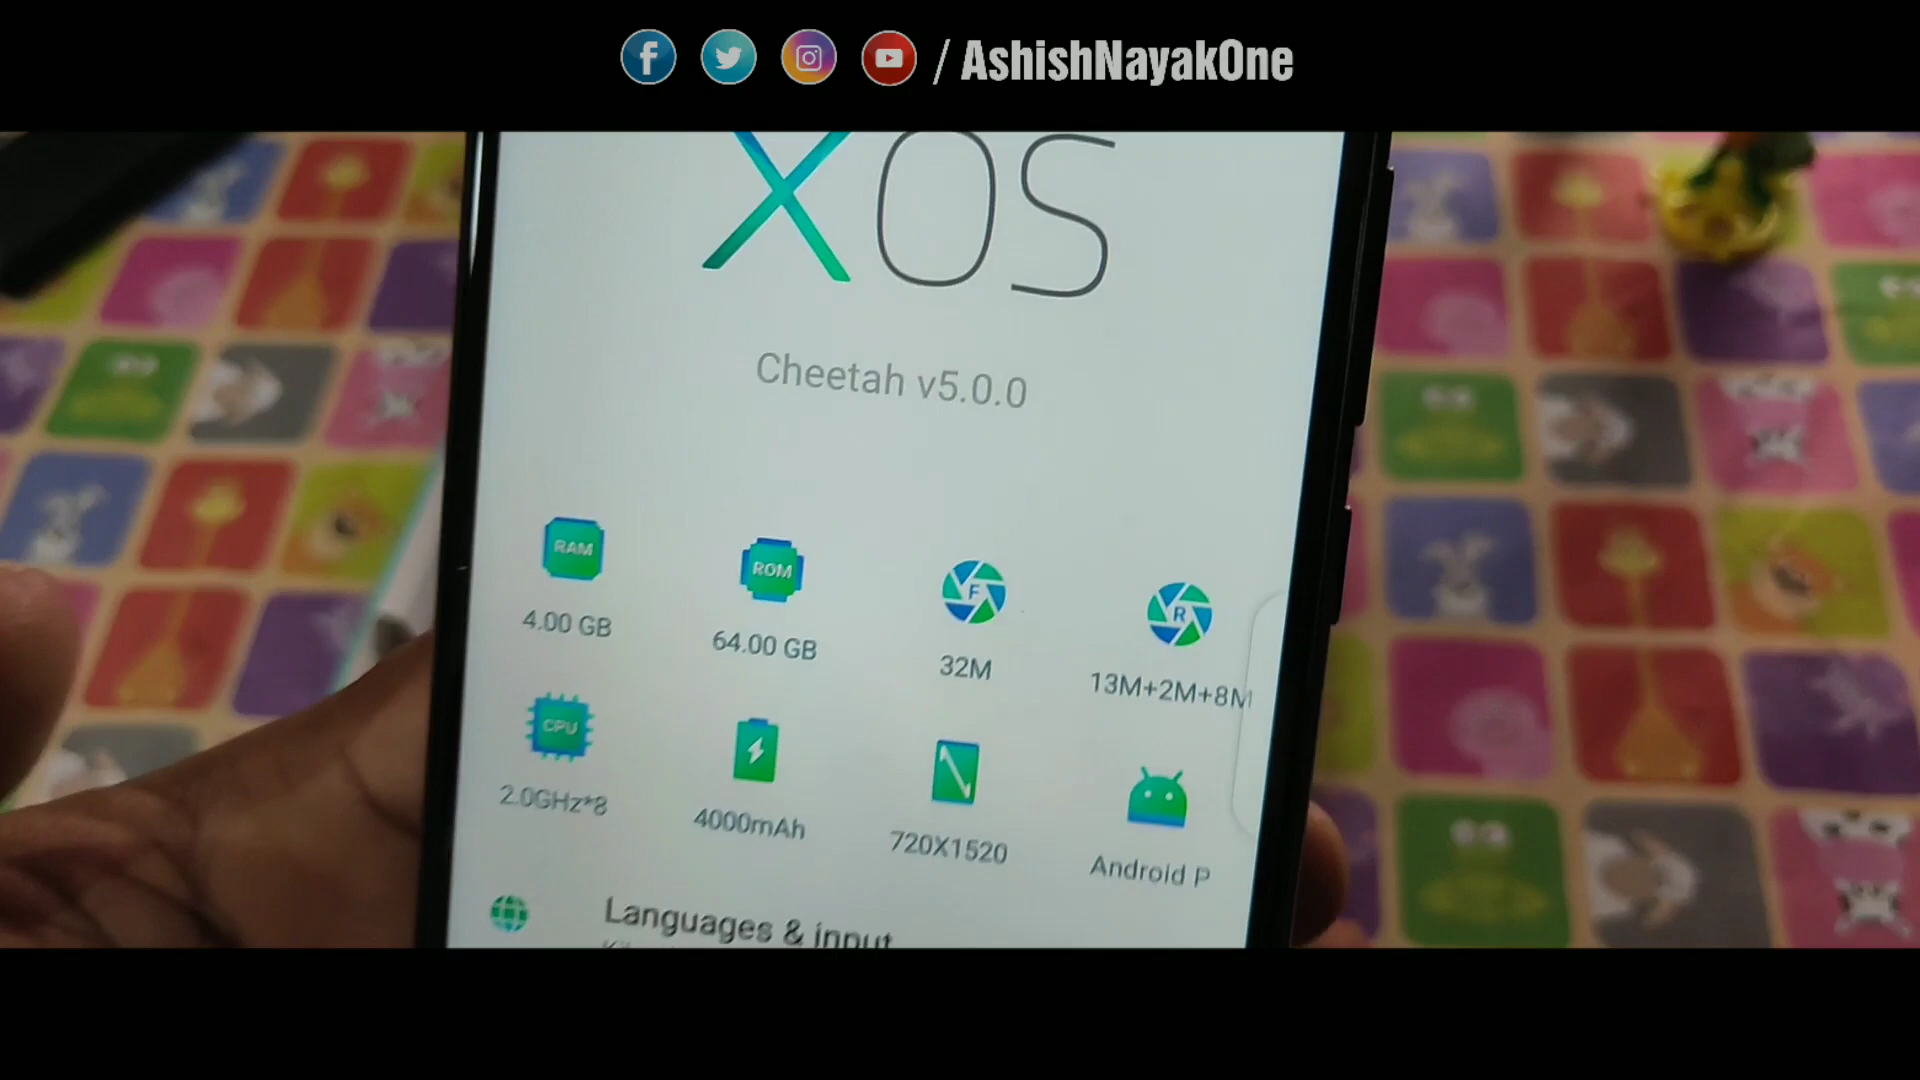 / AshishNayakOne
XOS
Cheetah v5.0.0
RAM
ROM
F
R
4.00 GB
64.00 GB
32M
13M+2M+8M
CPU
2.0GHz*8
4000mAh
720X1520
Android P
Languages & input